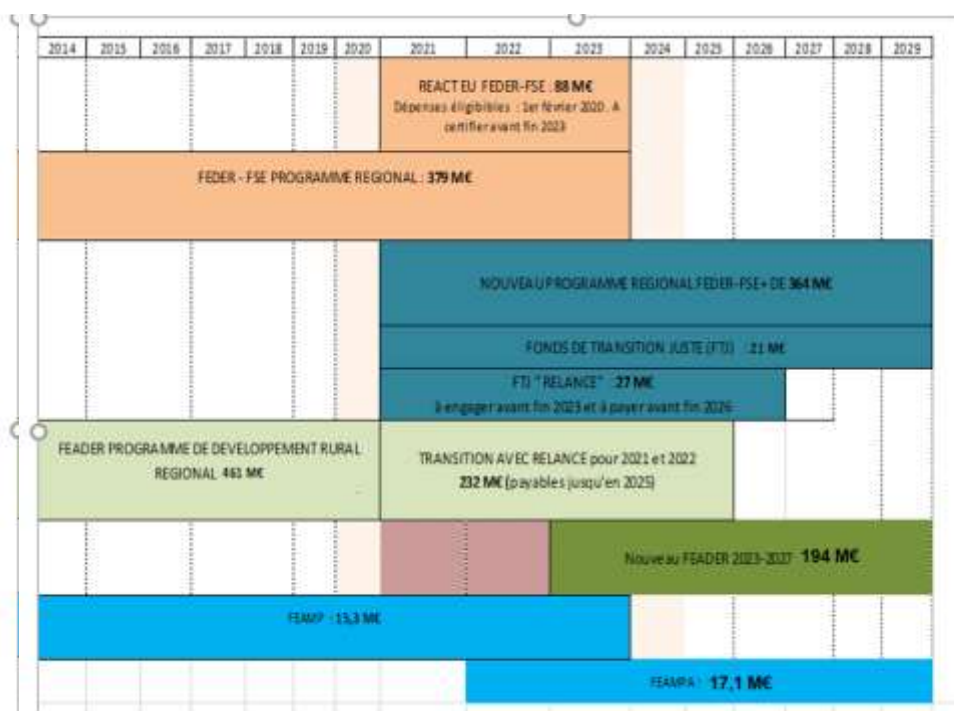 2014 2015 2016 2017 2018 2019 2020 2021 2022 2023 2024 2025 2026 2027 2028 2029
REACT EU FEDER-FSE : 88 M€
Dépenses éligibibles : 1er février 2020. A
certifier avant fin 2023
FEDER - FSE PROGRAMME REGIONAL : 379 M€
NOUVEAU PROGRAMME REGIONAL FEDER-FSE+ DE 364 M€
FONDS DE TRANSITION JUSTE (FTJ) : 21 M€
FTJ " RELANCE" : 27 M€
à engager avant fin 2023 et à payer avant fin 2026
FEADER PROGRAMME DE DEVELOPPEMENT RURAL
REGIONAL 461 M€
TRANSITION AVEC RELANCE pour 2021 et 2022
232 M€ (payables jusqu'en 2025)
Nouveau FEADER 2023-2027 194 M€
FEAMP : 13,3 M€
FEAMPA : 17,1 M€